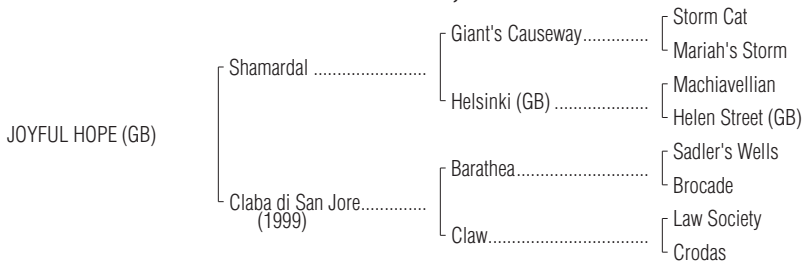 Storm Cat
Giant's Causeway..............
Mariah's Storm
Shamardal ........................
Machiavellian
Helsinki (GB) ....................
Helen Street (GB)
JOYFUL HOPE (GB)
Sadler's Wells
Barathea............................
Brocade
Claba di San Jore..............
(1999)
Law Society
Claw..................................
Crodas